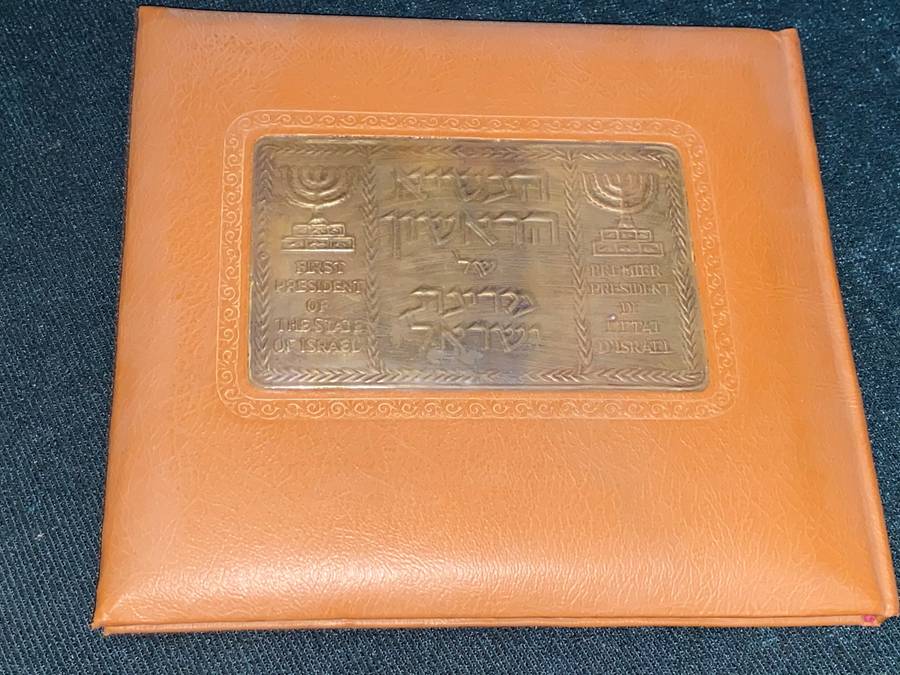 FIRST
PRESIDENT
OF
THE STATE
OF ISRAEL
הנשיא
הראשון
של
מדינת
ישראל
PREMIER
PRESIDENT
DE
L'ETAT
D'ISRAEL